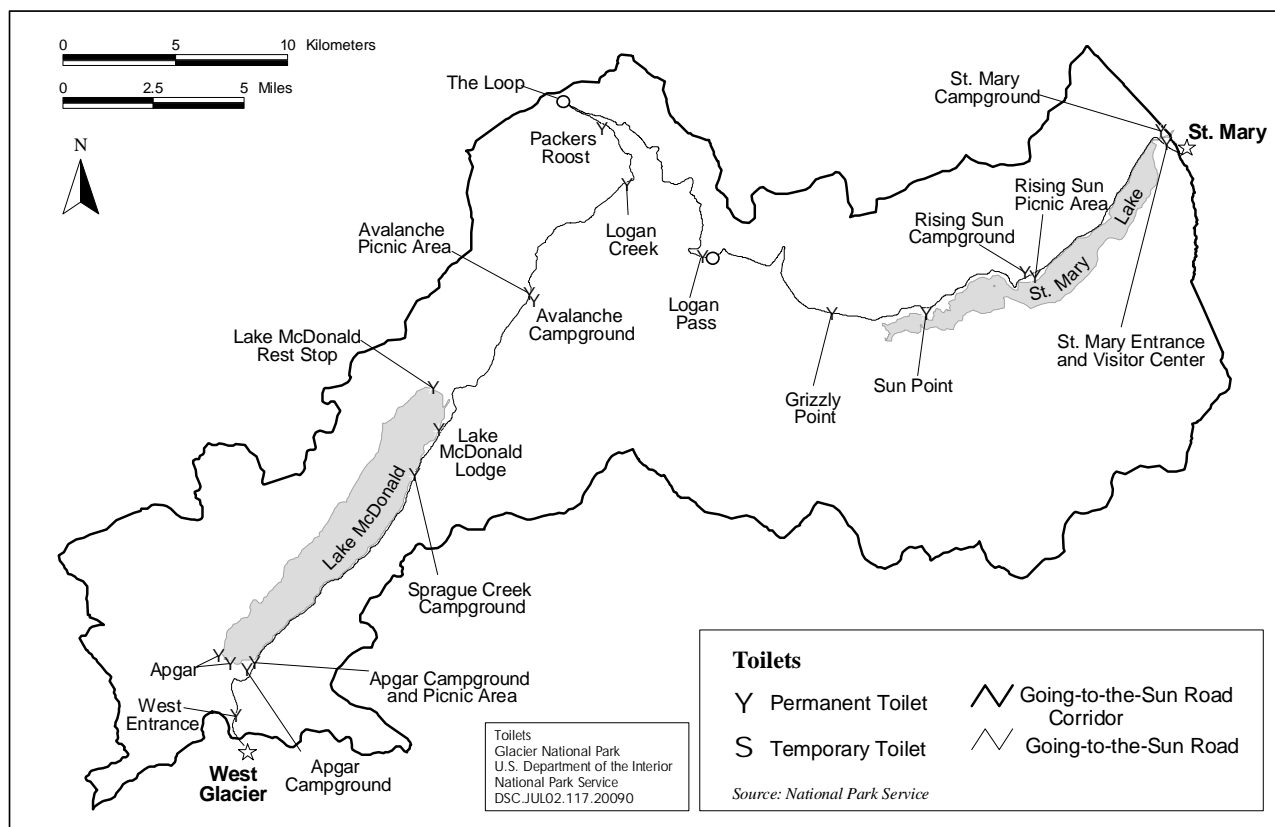 0 5 10 Kilometers
0 2.5 5 Miles
N
The Loop
Packers
Roost
St. Mary
Campground
St. Mary
Avalanche
Picnic Area
Logan
Creek
Rising Sun
Picnic Area
Rising Sun
Campground
Lake
St. Mary
Logan
Pass
Avalanche
Campground
St. Mary Entrance
and Visitor Center
Lake McDonald
Rest Stop
Sun Point
Grizzly
Point
Lake
McDonald
Lodge
Lake McDonald
Sprague Creek
Campground
Apgar
Apgar Campground
and Picnic Area
West
Entrance
Apgar
Campground
West
Glacier
Toilets
Glacier National Park
U.S. Department of the Interior
National Park Service
DSC.JUL02.117.20090
Toilets
Y Permanent Toilet
S Temporary Toilet
Going-to-the-Sun Road
Corridor
Going-to-the-Sun Road
Source: National Park Service